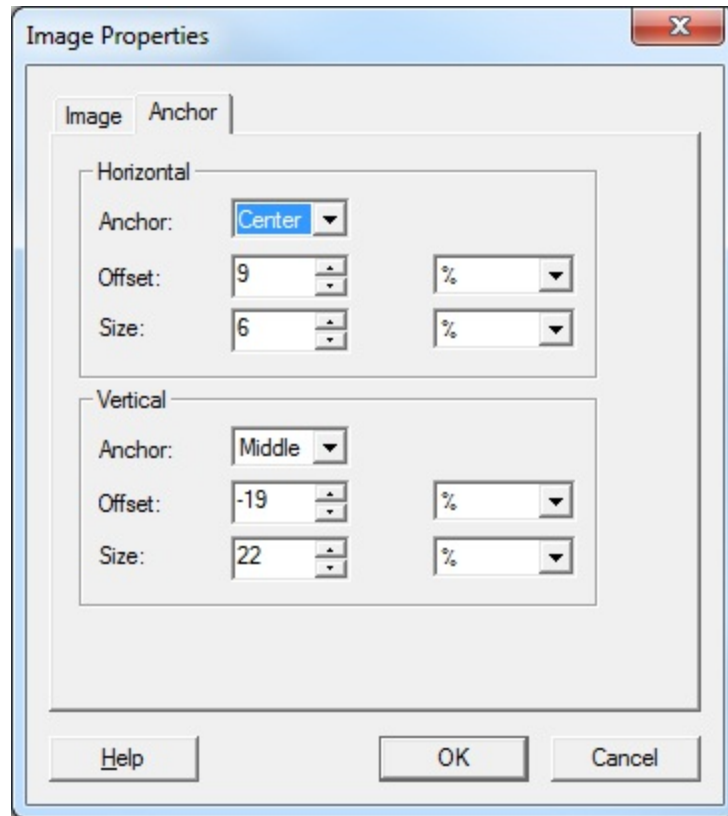 Image Properties
Image Anchor
Horizontal
Anchor: Center
Offset: 9 %
Size: 6 %
Vertical
Anchor: Middle
Offset: -19 %
Size: 22 %
Help OK Cancel